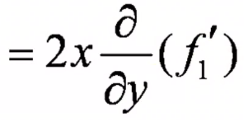 = 2x ∂/∂y (f₁′)